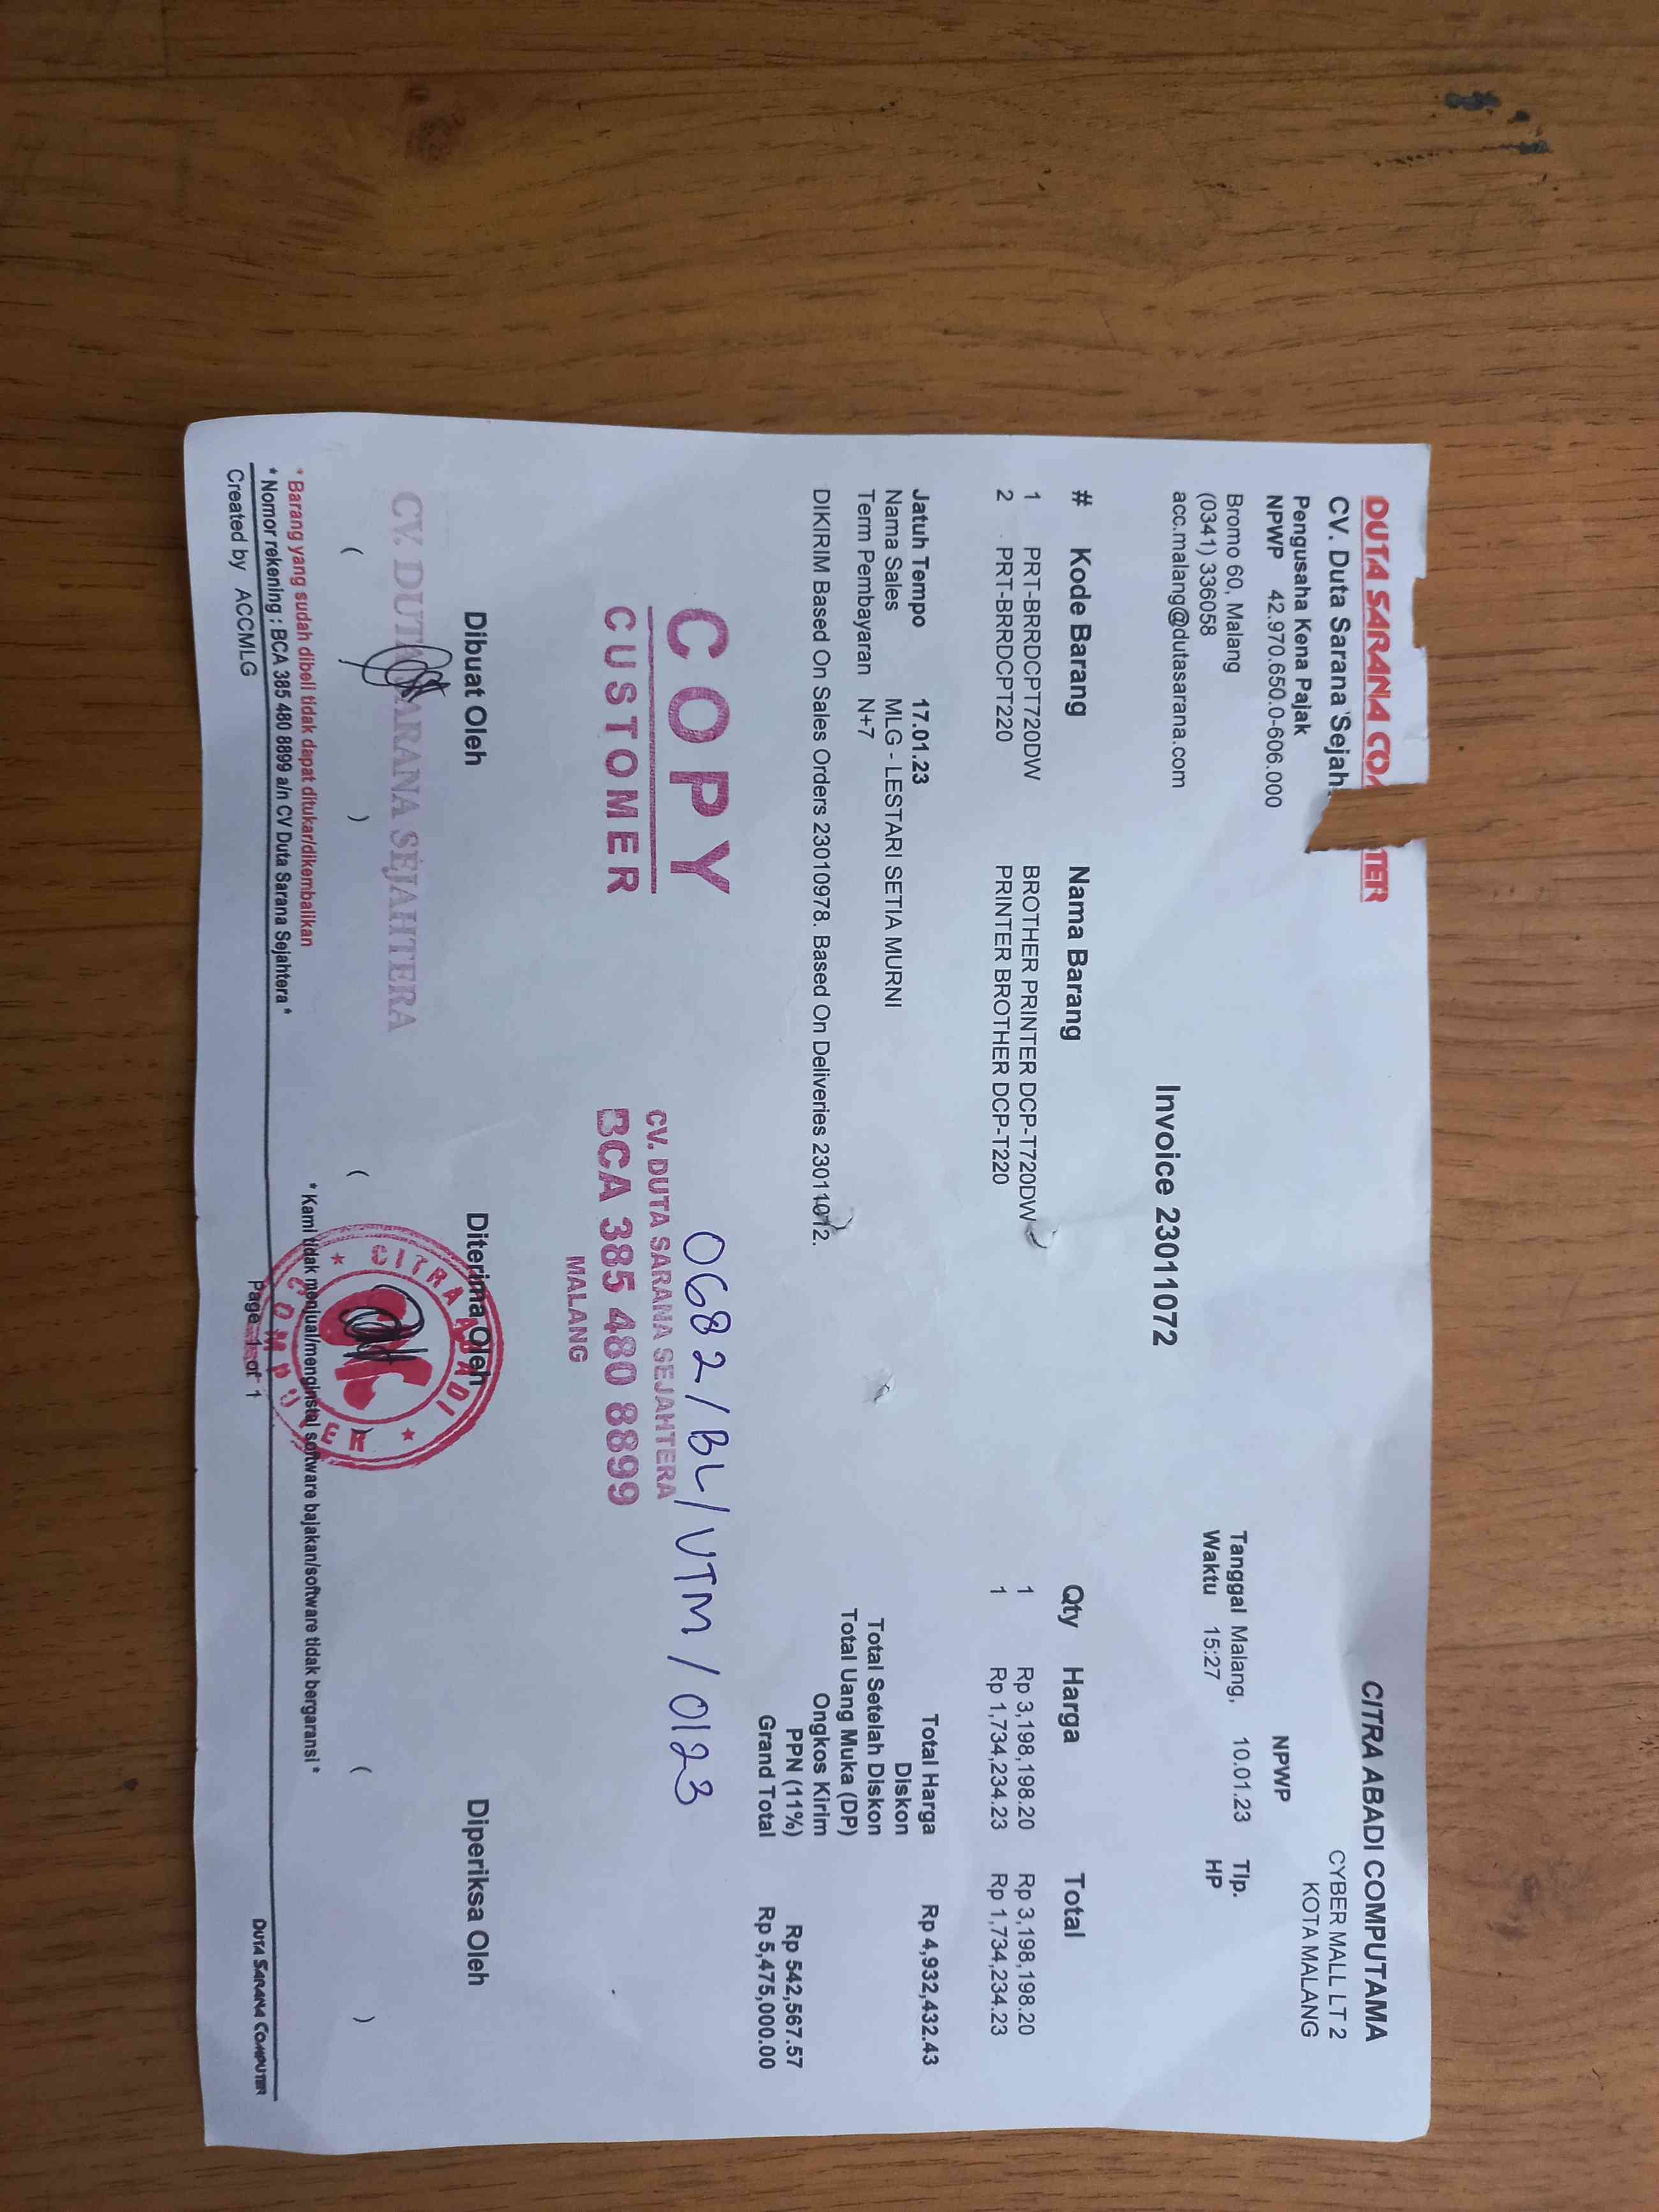 DUTA SARANA CO TER
CV. Duta Sarana Sejah
Pengusaha Kena Pajak
NPWP 42.970.650.0-606.000
Bromo 60, Malang
(0341) 336058
acc.malang@dutasarana.com
CITRA ABADI COMPUTAMA
CYBER MALL LT 2
KOTA MALANG
NPWP
Tanggal Malang, 10.01.23 Tlp.
Waktu 15:27 HP
Invoice 23011072
# Kode Barang Nama Barang Qty Harga Total
1 PRT-BRRDCPT720DW BROTHER PRINTER DCP-T720DW 1 Rp 3,198,198.20 Rp 3,198,198.20
2 PRT-BRRDCPT220 PRINTER BROTHER DCP-T220 1 Rp 1,734,234.23 Rp 1,734,234.23
Jatuh Tempo 17.01.23
Nama Sales MLG - LESTARI SETIA MURNI
Term Pembayaran N+7
DIKIRIM Based On Sales Orders 23010978. Based On Deliveries 23011012.
Total Harga Rp 4,932,432.43
Diskon
Total Setelah Diskon
Total Uang Muka (DP)
Ongkos Kirim
PPN (11%) Rp 542,567.57
Grand Total Rp 5,475,000.00
COPY
CUSTOMER
0682/BL/UTM/0123
CV. DUTA SARANA SEJAHTERA
BCA 385 480 8899
MALANG
Dibuat Oleh Diterima Oleh Diperiksa Oleh
CV. DUTA SARANA SEJAHTERA
CITRA ABADI
COMPUTER
( ) ( ) ( )
* Barang yang sudah dibeli tidak dapat ditukar/dikembalikan
* Kami tidak menjual/menginstal software bajakan/software tidak bergaransi *
* Nomor rekening : BCA 385 480 8899 a/n CV Duta Sarana Sejahtera *
Created by ACCMLG Page 1 of 1 DUTA SARANA COMPUTER